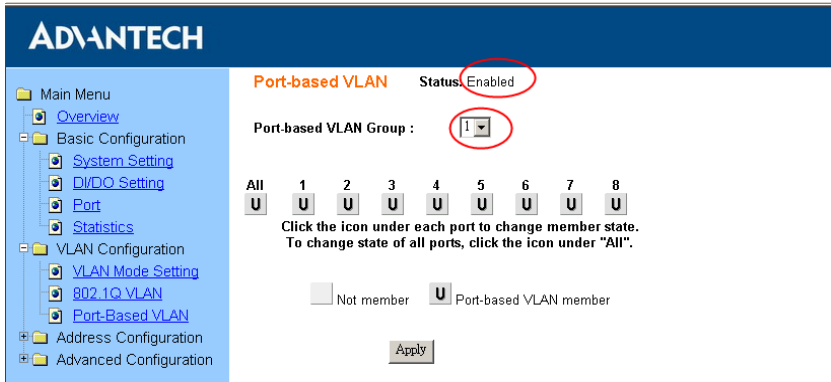 ADVANTECH
Main Menu
Overview
Basic Configuration
System Setting
DI/DO Setting
Port
Statistics
VLAN Configuration
VLAN Mode Setting
802.1Q VLAN
Port-Based VLAN
Address Configuration
Advanced Configuration
Port-based VLAN Status: Enabled
Port-based VLAN Group : 1
All 1 2 3 4 5 6 7 8
U U U U U U U U U
Click the icon under each port to change member state.
To change state of all ports, click the icon under "All".
Not member U Port-based VLAN member
Apply